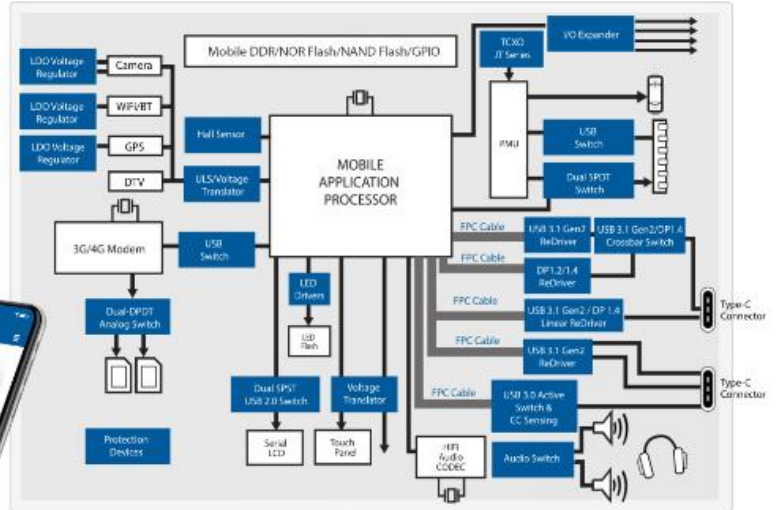 Mobile DDR/NOR Flash/NAND Flash/GPIO
TCXO
JT Series
I/O Expander
LDO Voltage
Regulator
Camera
LDO Voltage
Regulator
WiFi/BT
LDO Voltage
Regulator
GPS
DTV
Hall Sensor
ULS/Voltage
Translator
MOBILE
APPLICATION
PROCESSOR
PMU
USB
Switch
Dual SPDT
Switch
3G/4G Modem
USB
Switch
FPC Cable
USB 3.1 Gen2
ReDriver
USB 3.1 Gen2/DP1.4
Crossbar Switch
FPC Cable
DP1.2/1.4
ReDriver
FPC Cable
USB 3.1 Gen2 / DP 1.4
Linear ReDriver
Type-C
Connector
Dual-DPDT
Analog Switch
LED
Drivers
LED
Flash
FPC Cable
USB 3.1 Gen2
ReDriver
Type-C
Connector
Dual SPST
USB 2.0 Switch
Voltage
Translator
FPC Cable
USB 3.0 Active
Switch &
CC Sensing
Protection
Devices
Serial
LCD
Touch
Panel
HIFI
Audio
CODEC
Audio Switch